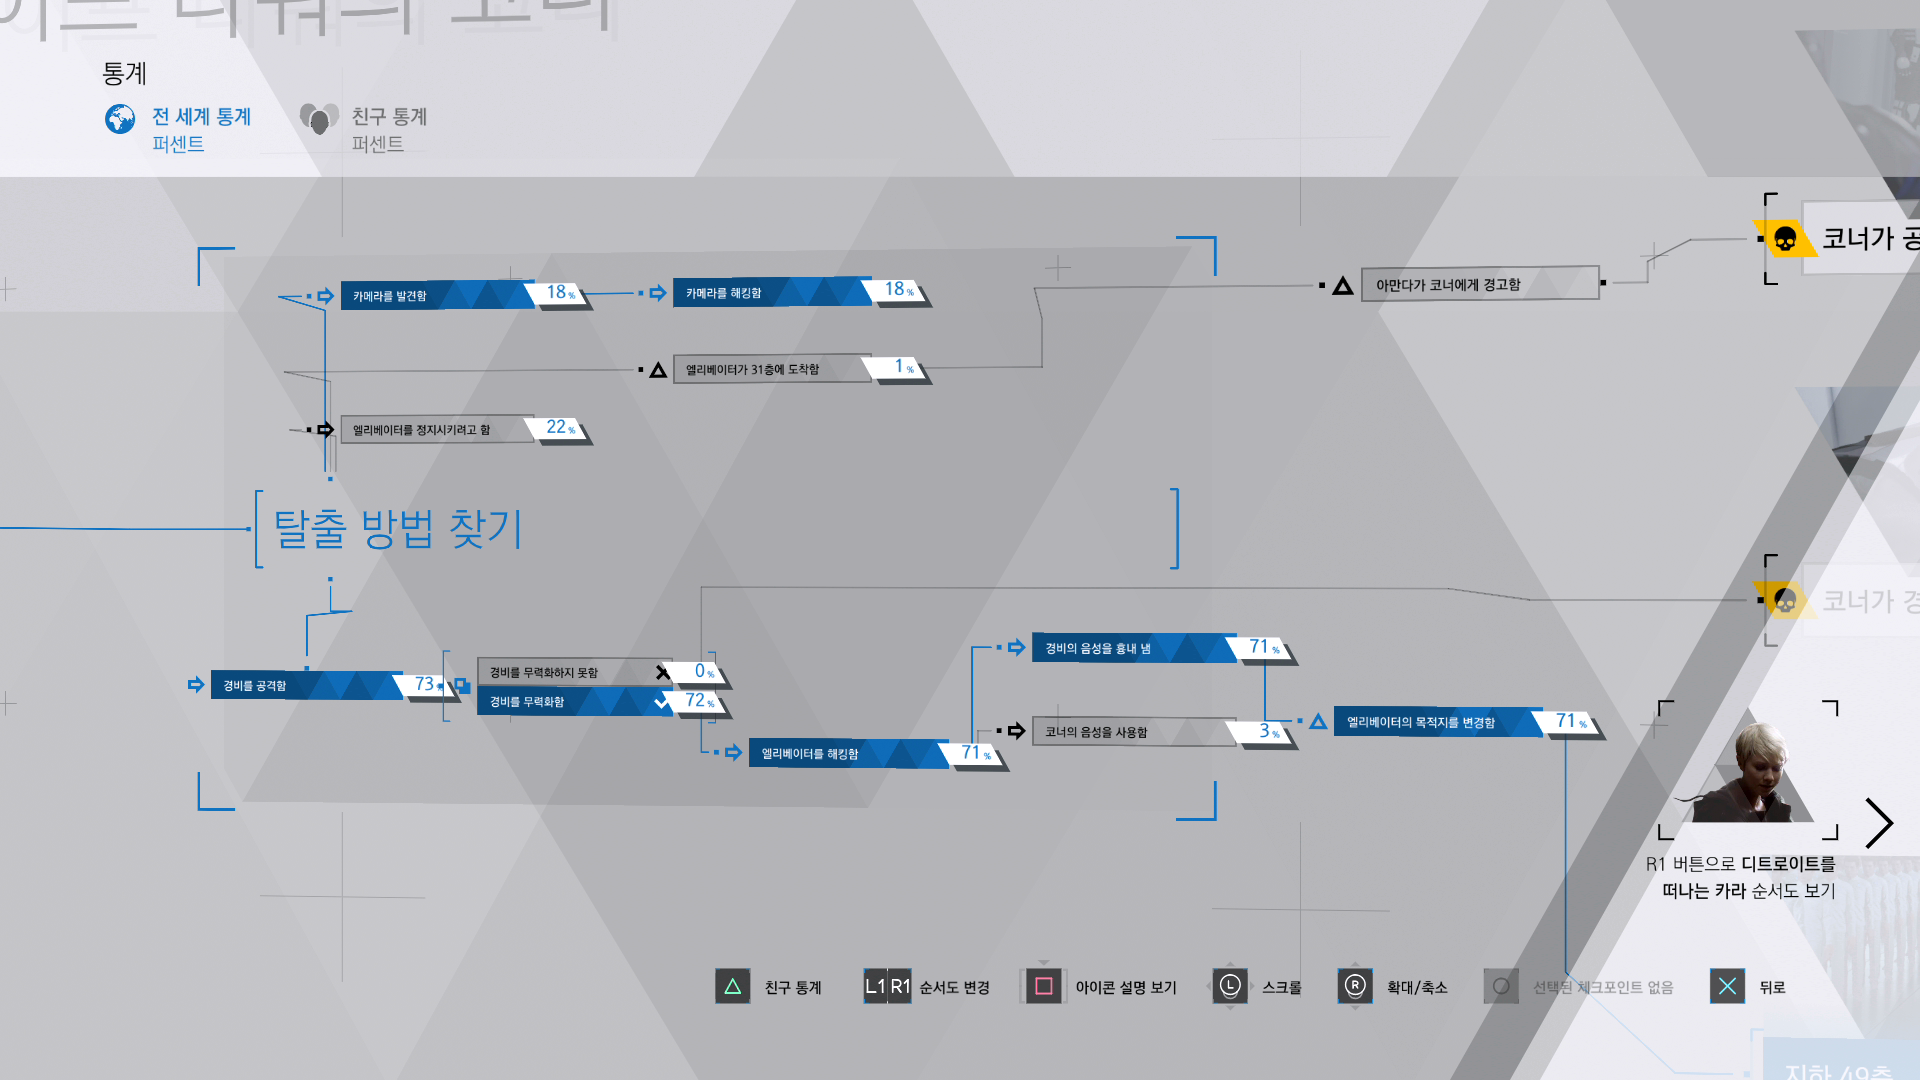 통계
전 세계 통계
퍼센트
친구 통계
퍼센트
카메라를 발견함 18%
카메라를 해킹함 18%
아만다가 코너에게 경고함
코너가 공
엘리베이터가 31층에 도착함 1%
엘리베이터를 정지시키려고 함 22%
탈출 방법 찾기
코너가 경
경비를 공격함 73%
경비를 무력화하지 못함 0%
경비를 무력화함 72%
엘리베이터를 해킹함 71%
경비의 음성을 흉내 냄 71%
코너의 음성을 사용함 3%
엘리베이터의 목적지를 변경함 71%
R1 버튼으로 디트로이트를
떠나는 카라 순서도 보기
친구 통계
L1 R1 순서도 변경
아이콘 설명 보기
L 스크롤
R 확대/축소
선택된 체크포인트 없음
뒤로
지하 49층